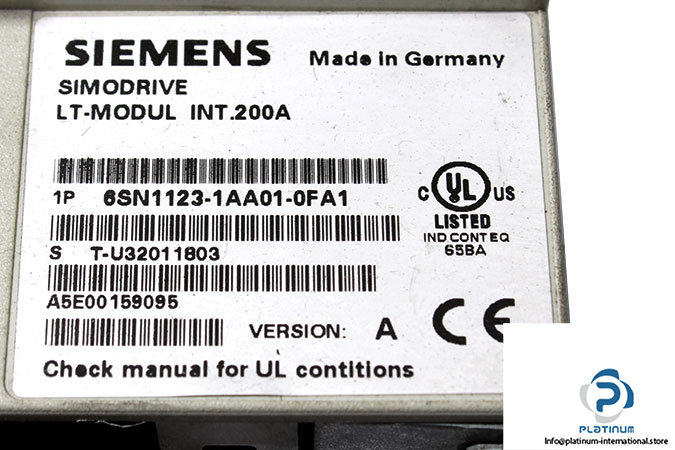 SIEMENS Made in Germany
SIMODRIVE
LT-MODUL INT.200A
1P 6SN1123-1AA01-0FA1
C UL US
LISTED
IND.CONT.EQ
65BA
S T-U32011803
A5E00159095
VERSION: A CE
Check manual for UL contitions
PLATINUM
Info@platinum-international.store